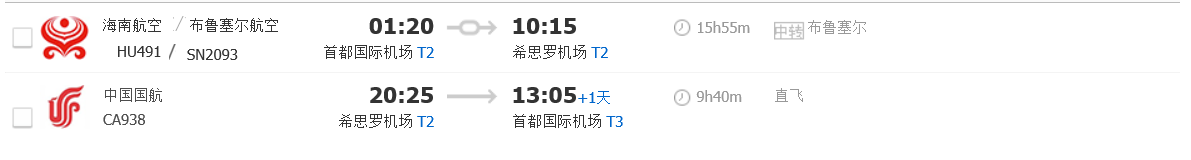 海南航空 / 布鲁塞尔航空 01:20 10:15 15h55m 中转 布鲁塞尔
HU491 / SN2093 首都国际机场 T2 希思罗机场 T2
中国国航 20:25 13:05+1天 9h40m 直飞
CA938 希思罗机场 T2 首都国际机场 T3